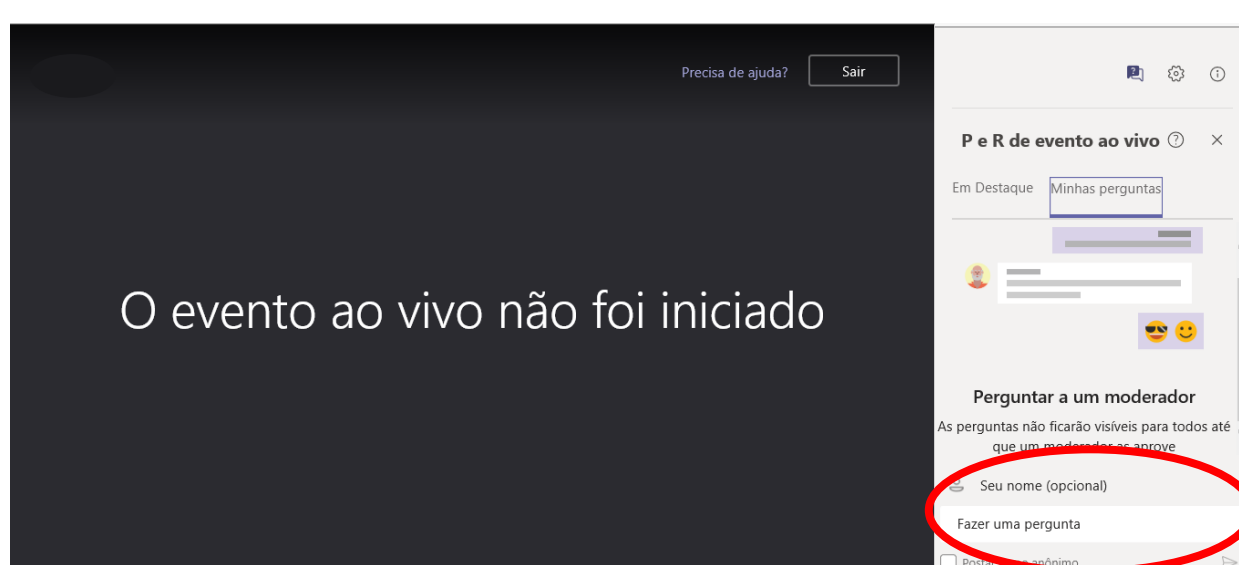 Precisa de ajuda?
Sair
O evento ao vivo não foi iniciado
P e R de evento ao vivo
Em Destaque
Minhas perguntas
Perguntar a um moderador
As perguntas não ficarão visíveis para todos até
que um moderador as aprove
Seu nome (opcional)
Fazer uma pergunta
anônimo